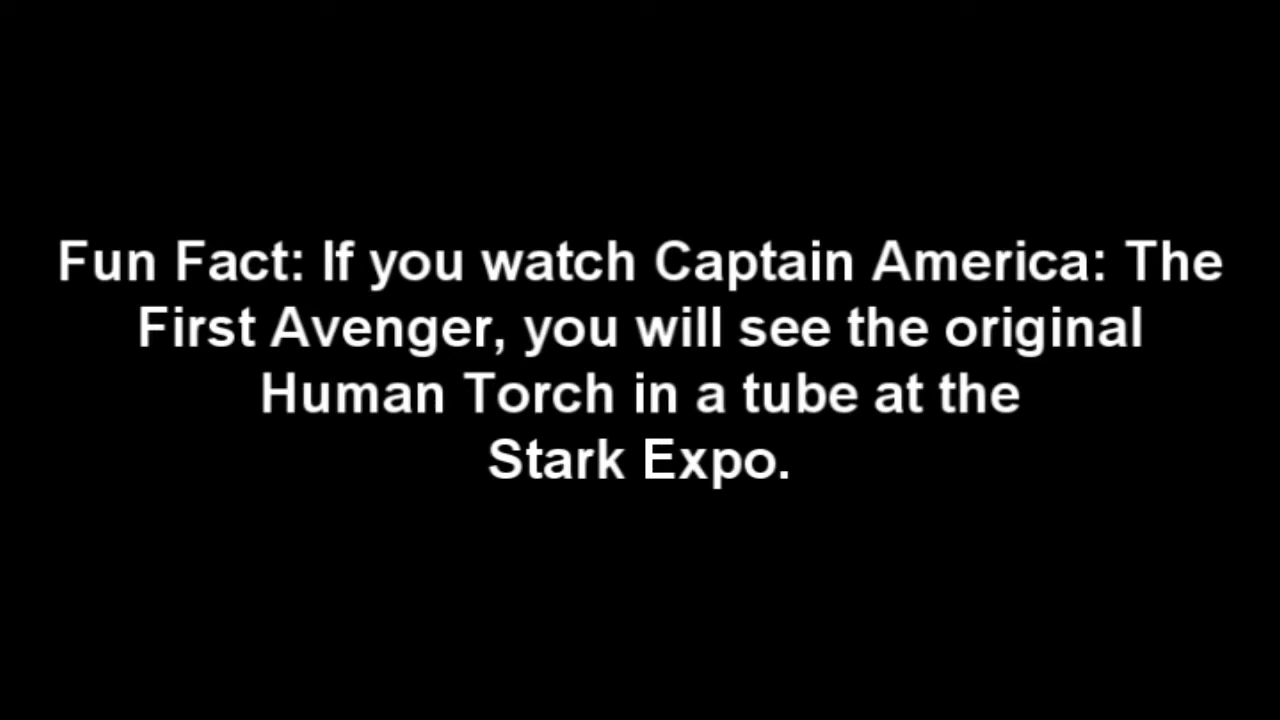 Fun Fact: If you watch Captain America: The
First Avenger, you will see the original
Human Torch in a tube at the
Stark Expo.